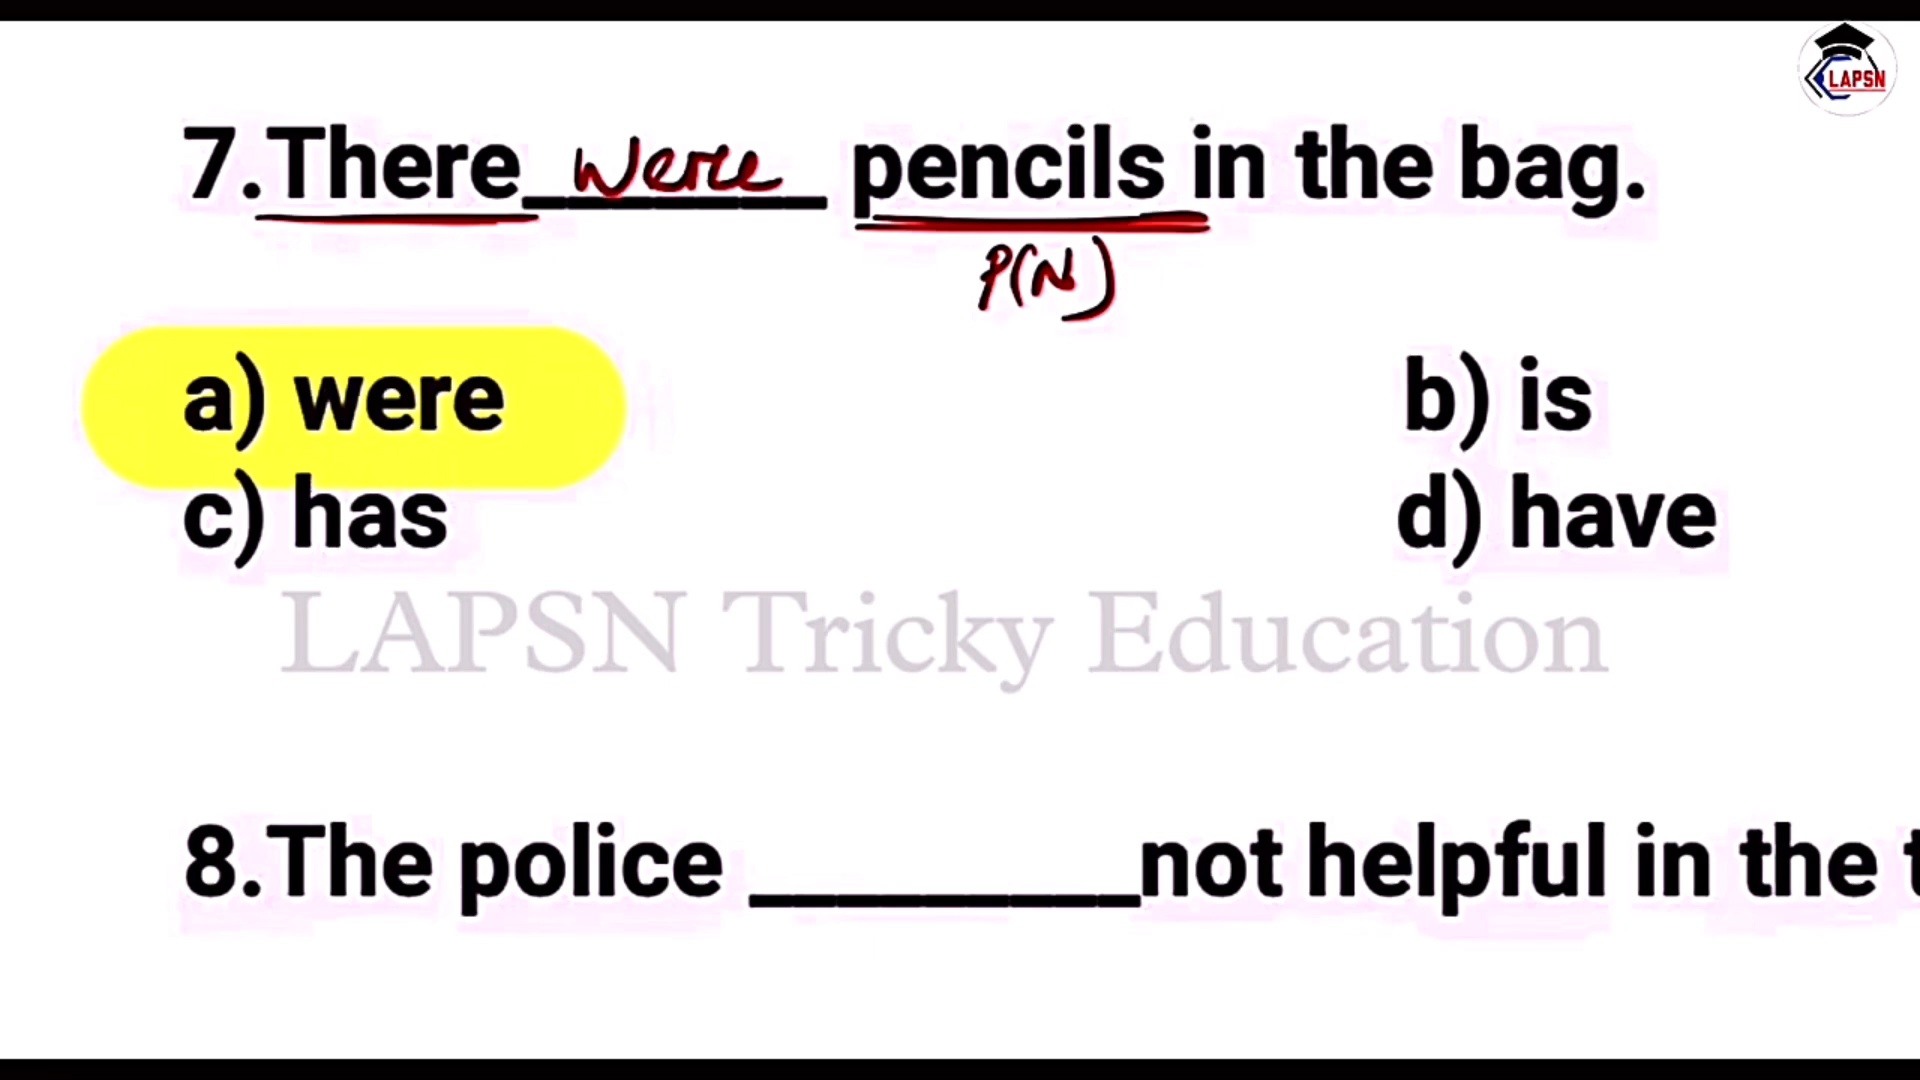 LAPSN
7.There were pencils in the bag.
P(N)
a) were b) is
c) has d) have
LAPSN Tricky Education
8.The police ________not helpful in the t